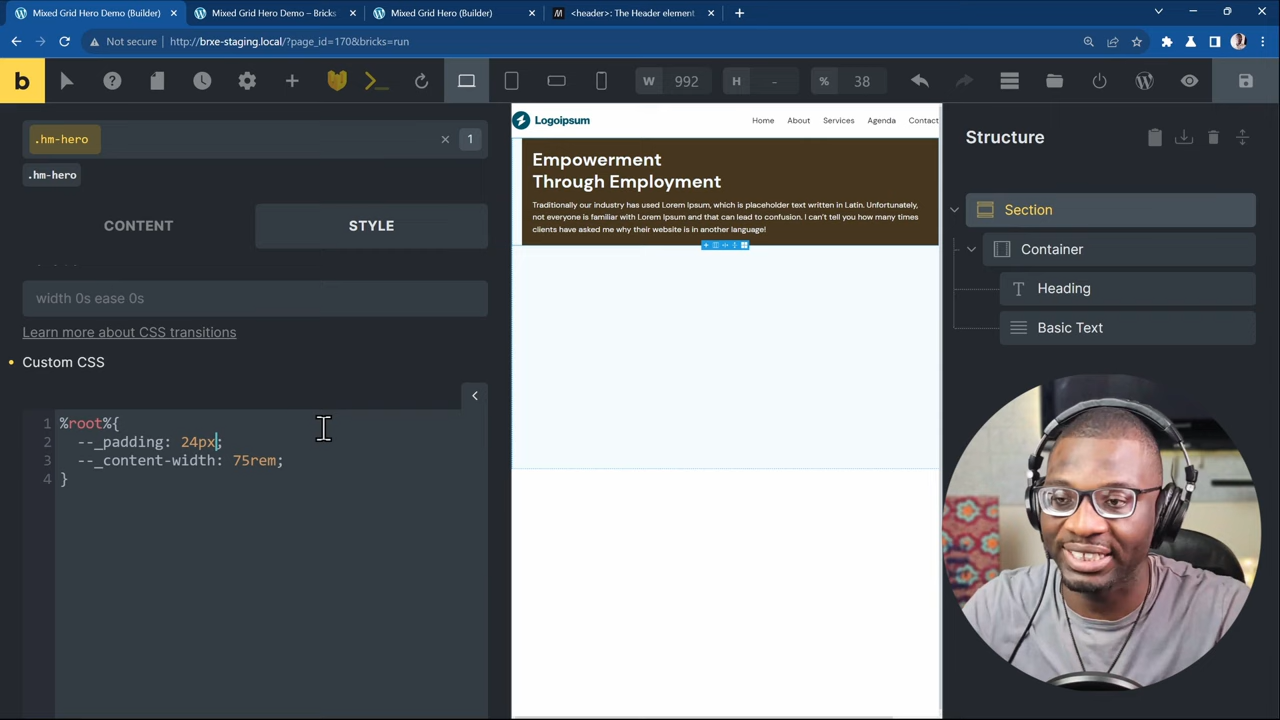 Mixed Grid Hero Demo (Builder)
Mixed Grid Hero Demo – Bricks
Mixed Grid Hero (Builder)
<header>: The Header element
Not secure
http://brxe-staging.local/?page_id=170&bricks=run
b
W 992 H - % 38
.hm-hero
1
.hm-hero
CONTENT
STYLE
width 0s ease 0s
Learn more about CSS transitions
Custom CSS
1 %root%{
2 --_padding: 24px;
3 --_content-width: 75rem;
4 }
Logoipsum
Home
About
Services
Agenda
Contact
Empowerment
Through Employment
Traditionally our industry has used Lorem Ipsum, which is placeholder text written in Latin. Unfortunately,
not everyone is familiar with Lorem Ipsum and that can lead to confusion. I can't tell you how many times
clients have asked me why their website is in another language!
Structure
Section
Container
Heading
Basic Text